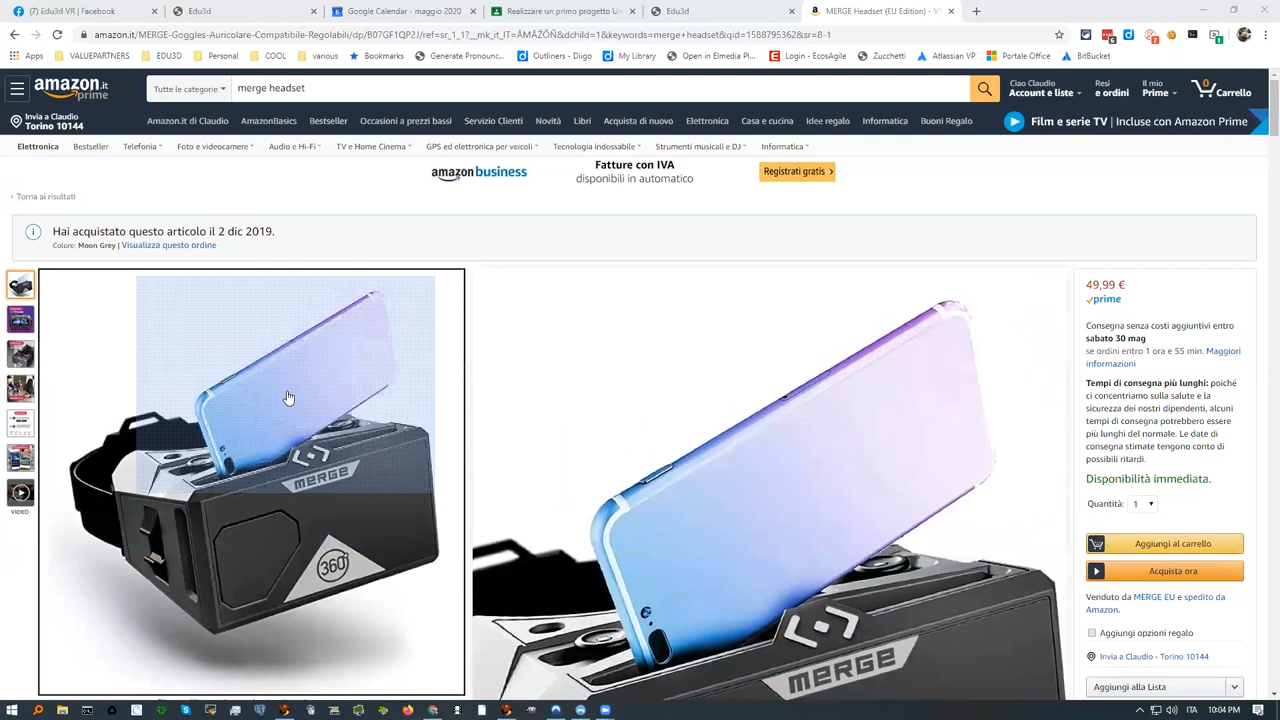 (7) Edu3d VR | Facebook
Edu3d
Google Calendar - maggio 2020
Realizzare un primo progetto Un
Edu3d
MERGE Headset (EU Edition) - VF
amazon.it/MERGE-Goggles-Auricolare-Compatibile-Regolabili/dp/B07GF1QP2J/ref=sr_1_1?__mk_it_IT=ÅMÅŽÕÑ&dchild=1&keywords=merge+headset&qid=1588795362&sr=8-1
Apps
VALUEPARTNERS
EDU3D
Personal
COOL
various
Bookmarks
Generate Pronounc...
Outliners - Diigo
My Library
Open in Elmedia Pl...
Login - EcosAgile
Zucchetti
Atlassian VP
Portale Office
BitBucket
amazon.it
prime
Tutte le categorie
merge headset
Ciao Claudio
Account e liste
Resi
e ordini
Il mio
Prime
0
Carrello
Invia a Claudio
Torino 10144
Amazon.it di Claudio
AmazonBasics
Bestseller
Occasioni a prezzi bassi
Servizio Clienti
Novità
Libri
Acquista di nuovo
Elettronica
Casa e cucina
Idee regalo
Informatica
Buoni Regalo
Film e serie TV | Incluse con Amazon Prime
Elettronica
Bestseller
Telefonia
Foto e videocamere
Audio e Hi-Fi
TV e Home Cinema
GPS ed elettronica per veicoli
Tecnologia indossabile
Strumenti musicali e DJ
Informatica
amazon business
Fatture con IVA
disponibili in automatico
Registrati gratis ›
‹ Torna ai risultati
Hai acquistato questo articolo il 2 dic 2019.
Colore: Moon Grey | Visualizza questo ordine
VIDEO
MERGE
360°
MERGE
49,99 €
prime
Consegna senza costi aggiuntivi entro
sabato 30 mag
se ordini entro 1 ora e 55 min. Maggiori
informazioni
Tempi di consegna più lunghi: poiché
ci concentriamo sulla salute e la
sicurezza dei nostri dipendenti, alcuni
tempi di consegna potrebbero essere
più lunghi del normale. Le date di
consegna stimate tengono conto di
possibili ritardi.
Disponibilità immediata.
Quantità: 1
Aggiungi al carrello
Acquista ora
Venduto da MERGE EU e spedito da
Amazon.
Aggiungi opzioni regalo
Invia a Claudio - Torino 10144
Aggiungi alla Lista
ITA
10:04 PM